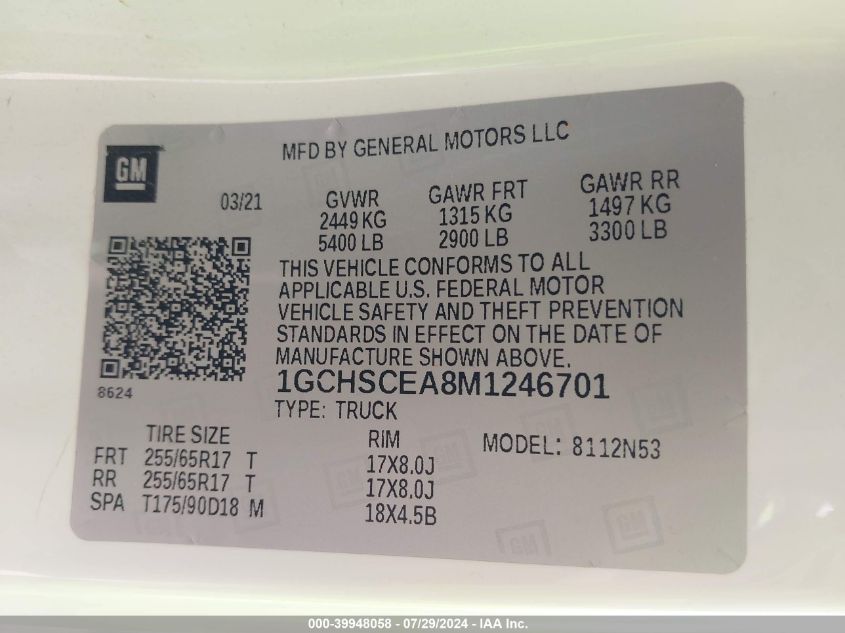 GM
MFD BY GENERAL MOTORS LLC
03/21
GVWR GAWR FRT GAWR RR
2449 KG 1315 KG 1497 KG
5400 LB 2900 LB 3300 LB
THIS VEHICLE CONFORMS TO ALL
APPLICABLE U.S. FEDERAL MOTOR
VEHICLE SAFETY AND THEFT PREVENTION
STANDARDS IN EFFECT ON THE DATE OF
MANUFACTURE SHOWN ABOVE.
8624
1GCHSCEA8M1246701
TYPE: TRUCK
TIRE SIZE RIM MODEL: 8112N53
FRT 255/65R17 T 17X8.0J
RR 255/65R17 T 17X8.0J
SPA T175/90D18 M 18X4.5B
GM GM
000-39948058 - 07/29/2024 - IAA Inc.